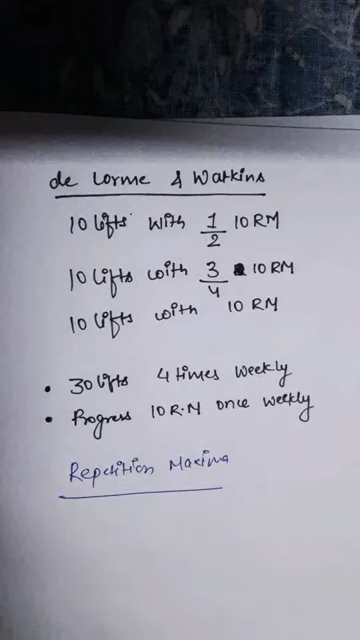 de Lorme & Watkins
10 lifts with 1/2 10 RM
10 lifts with 3/4 10 RM
10 lifts with 10 RM
• 30 lifts 4 times weekly
• Progress 10 R.M once weekly
Repetition Maxima